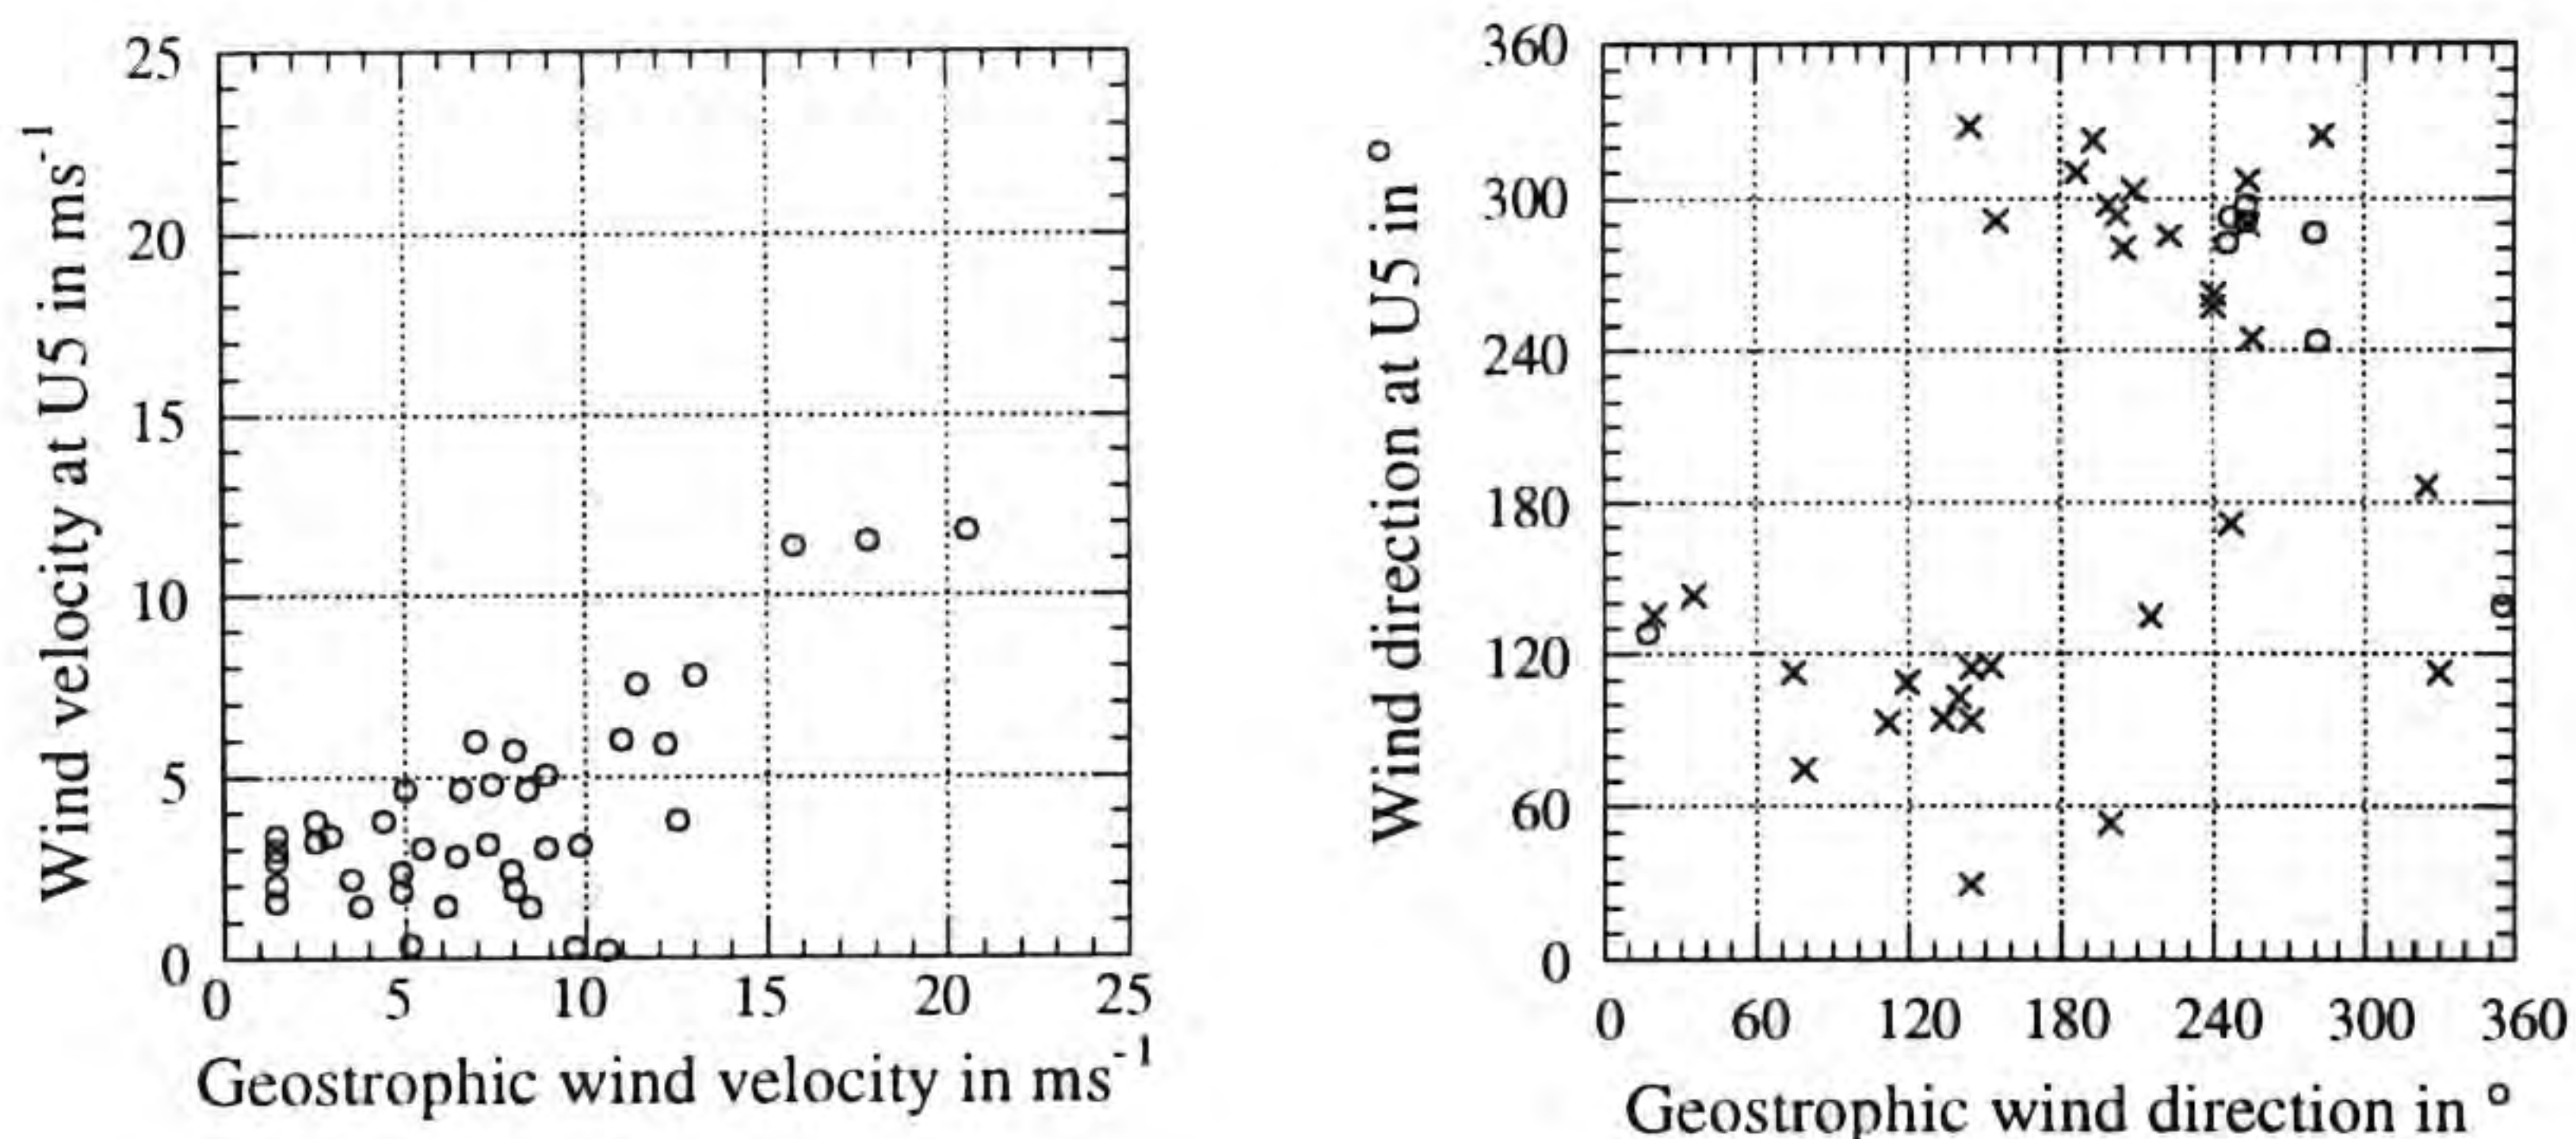 25
20
15
10
5
0
0 5 10 15 20 25
Wind velocity at U5 in ms-1
Geostrophic wind velocity in ms-1
360
300
240
180
120
60
0
0 60 120 180 240 300 360
Wind direction at U5 in °
Geostrophic wind direction in °